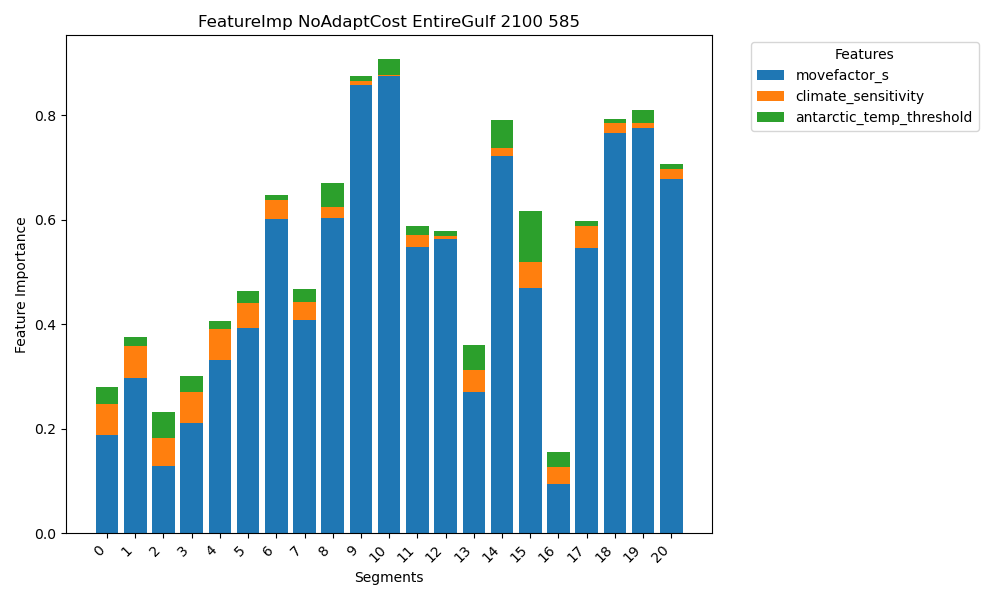 FeatureImp NoAdaptCost EntireGulf 2100 585
Features
movefactor_s
climate_sensitivity
antarctic_temp_threshold
Feature Importance
0.8
0.6
0.4
0.2
0.0
0 1 2 3 4 5 6 7 8 9 10 11 12 13 14 15 16 17 18 19 20
Segments